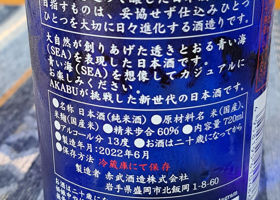 目指すものは、妥協せず仕込みひとつ
ひとつを大切に日々進化する酒造りです。
大自然が創りあげた透きとおる青い海
(SEA)を表現した日本酒です。
青い海(SEA)を想像してカジュアルに
お楽しみください。
AKABUが挑戦した新世代の日本酒です。
●名称 日本酒(純米酒) ●原材料名 米(国産)、
米麹(国産米) ●精米歩合 60% ●内容量720ml
●アルコール分 13度 ●お酒は二十歳になってから
●製造年月:2022年6月
●保存方法 冷蔵庫にて保存
製造者 赤武酒造株式会社
岩手県盛岡市北飯岡1-8-60